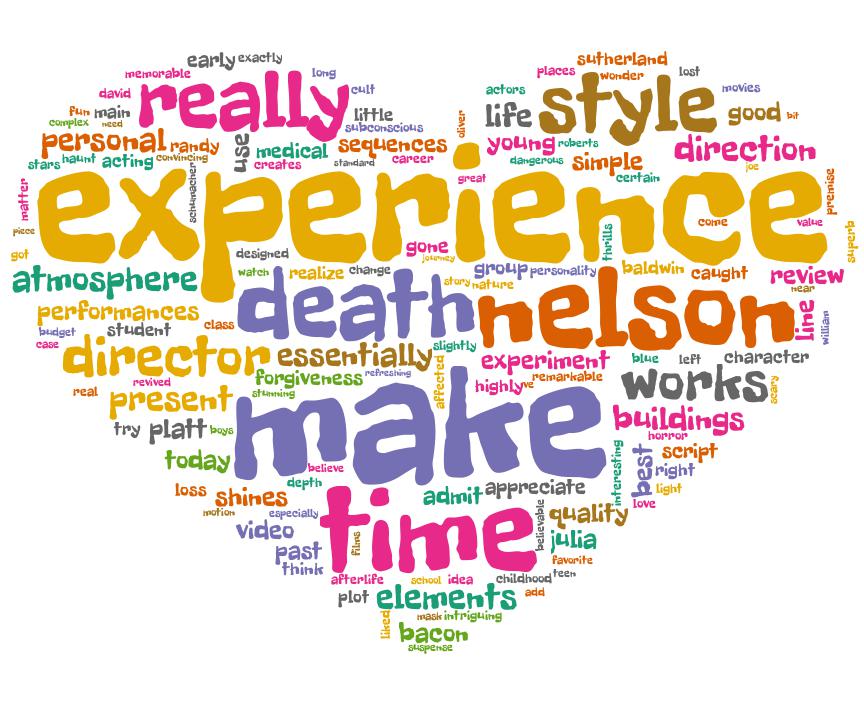 early exactly
sutherland
memorable long places wonder lost
david really cult actors style movies
fun main little life good bit
complex need subconscious oliver
personal randy use medical sequences young roberts direction
stars haunt acting convincing creates standard career dangerous simple joe
matter experience great certain premise
schumacher come value
piece gone thrills superb
got designed journey
atmosphere watch realize change story nature group personality baldwin caught review
death nelson near
performances line william
budget student class slightly
case director essentially experiment blue left character
real revived forgiveness refreshing affected highly ve remarkable works scary
present stunning make
try platt boys buildings
horror
today believe interesting best script
depth right
loss shines admit appreciate light
motion especially time love
video films believable quality
past julia
think favorite
afterlife school idea childhood teen
plot elements add
liked mask intriguing
bacon
suspense